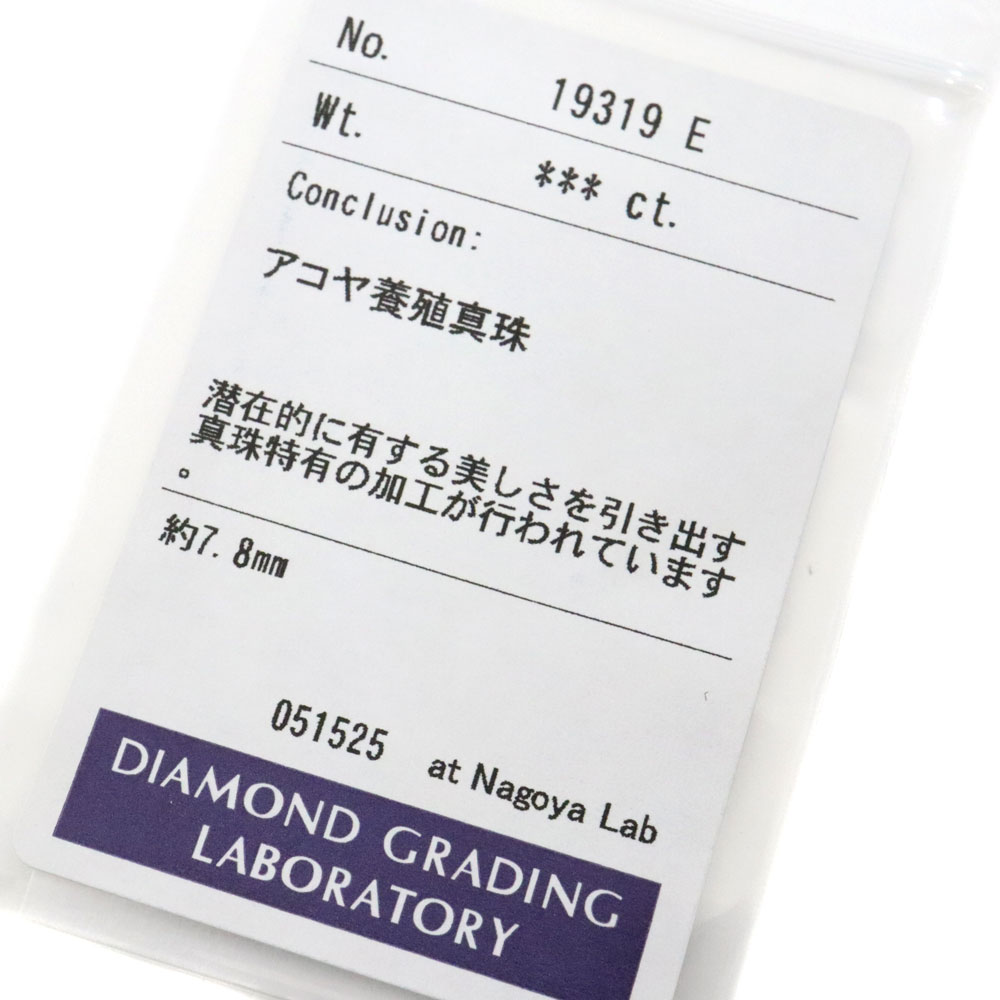 No. 19319 E
Wt. *** ct.
Conclusion:
アコヤ養殖真珠
潜在的に有する美しさを引き出す
真珠特有の加工が行われています
。
約7.8mm
051525 at Nagoya Lab
DIAMOND GRADING
LABORATORY